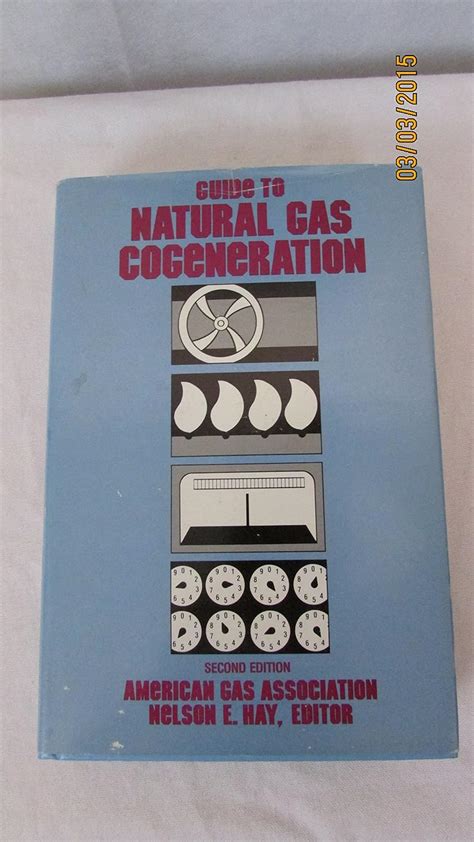 03/03/2015
GUIDE TO
NATURAL GAS
COGENERATION
SECOND EDITION
AMERICAN GAS ASSOCIATION
NELSON E. HAY, EDITOR